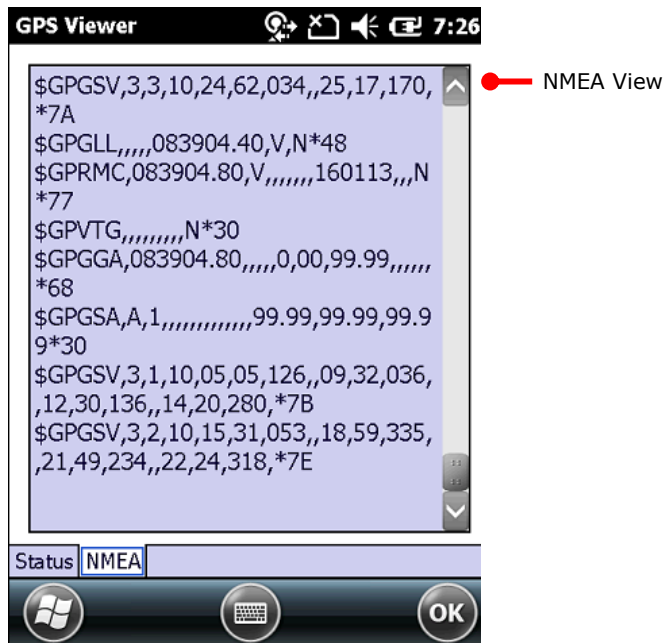 GPS Viewer 7:26
NMEA View
$GPGSV,3,3,10,24,62,034,,25,17,170,
*7A
$GPGLL,,,,,083904.40,V,N*48
$GPRMC,083904.80,V,,,,,,,160113,,,N
*77
$GPVTG,,,,,,,,,N*30
$GPGGA,083904.80,,,,,0,00,99.99,,,,,,
*68
$GPGSA,A,1,,,,,,,,,,,,,99.99,99.99,99.9
9*30
$GPGSV,3,1,10,05,05,126,,09,32,036,
,12,30,136,,14,20,280,*7B
$GPGSV,3,2,10,15,31,053,,18,59,335,
,21,49,234,,22,24,318,*7E
Status NMEA
OK